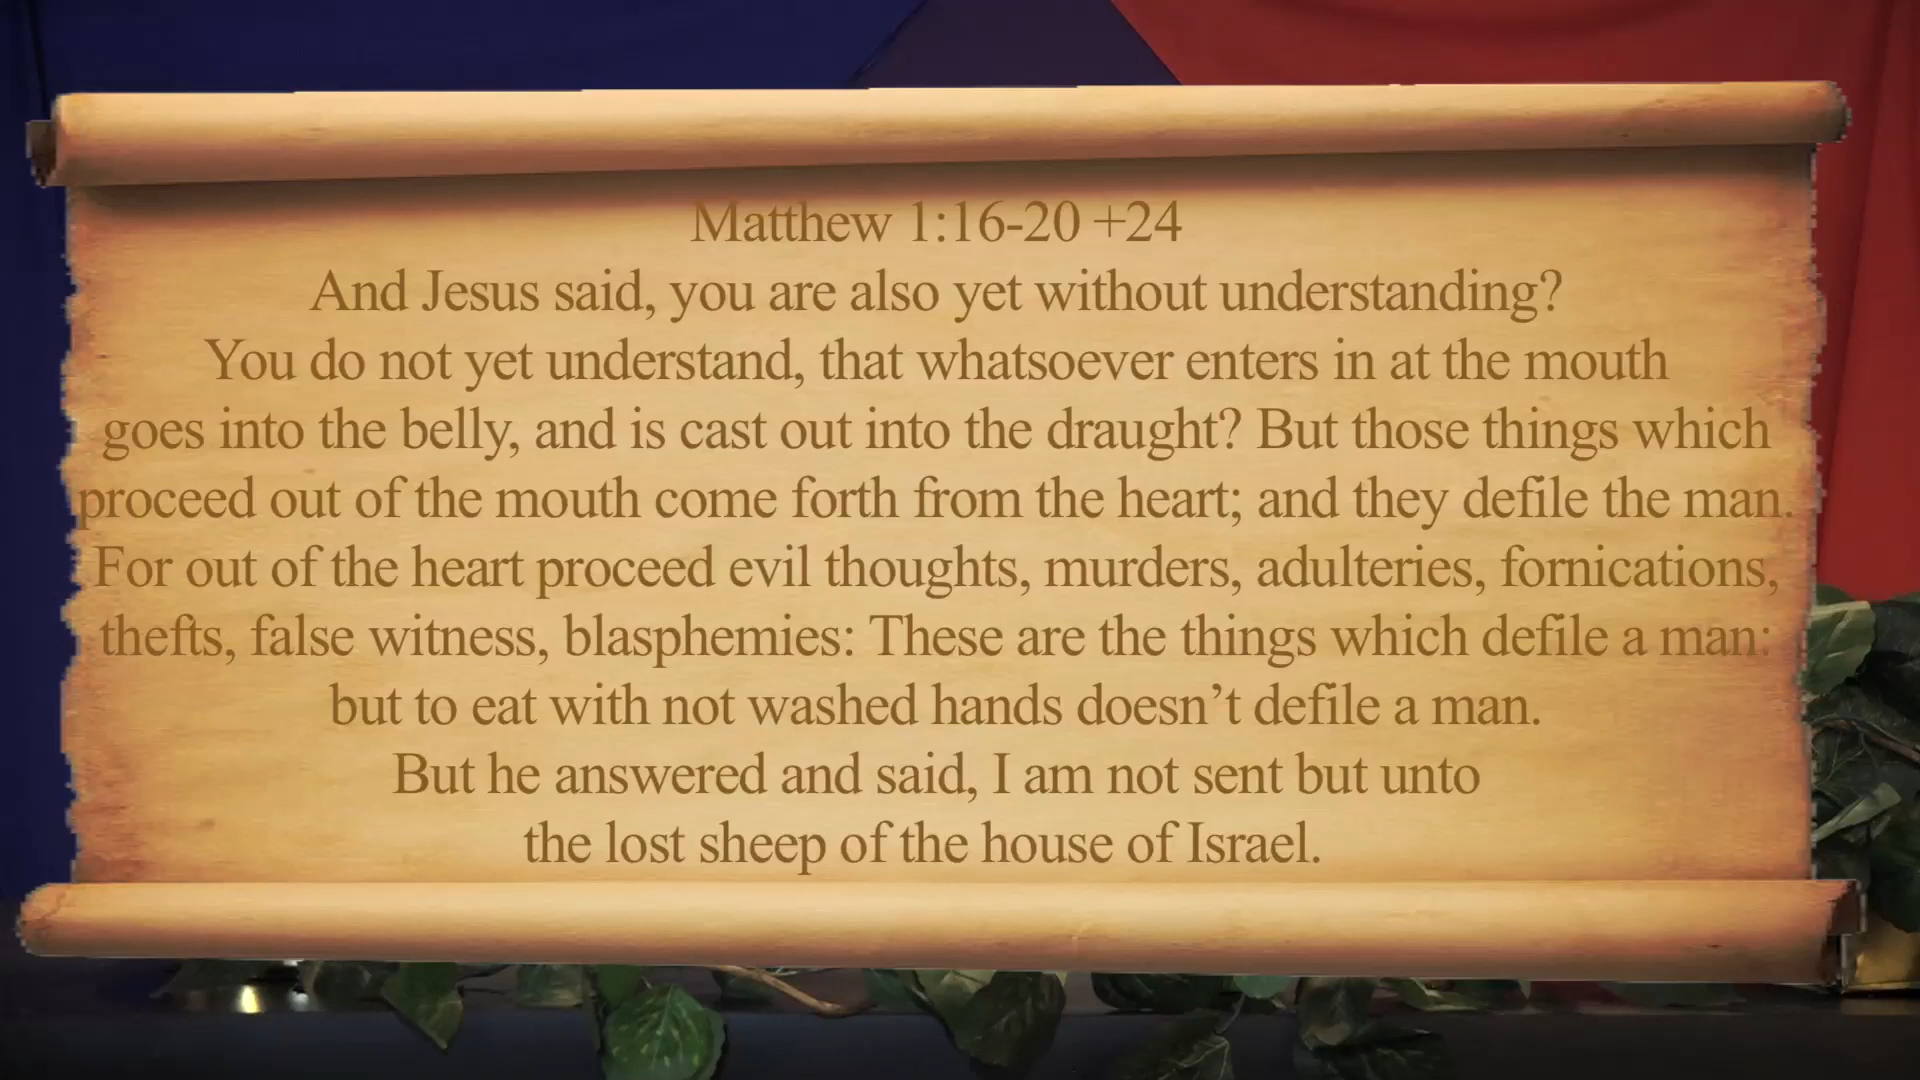 Matthew 1:16-20 +24
And Jesus said, you are also yet without understanding?
You do not yet understand, that whatsoever enters in at the mouth
goes into the belly, and is cast out into the draught? But those things which
proceed out of the mouth come forth from the heart; and they defile the man.
For out of the heart proceed evil thoughts, murders, adulteries, fornications,
thefts, false witness, blasphemies: These are the things which defile a man:
but to eat with not washed hands doesn’t defile a man.
But he answered and said, I am not sent but unto
the lost sheep of the house of Israel.